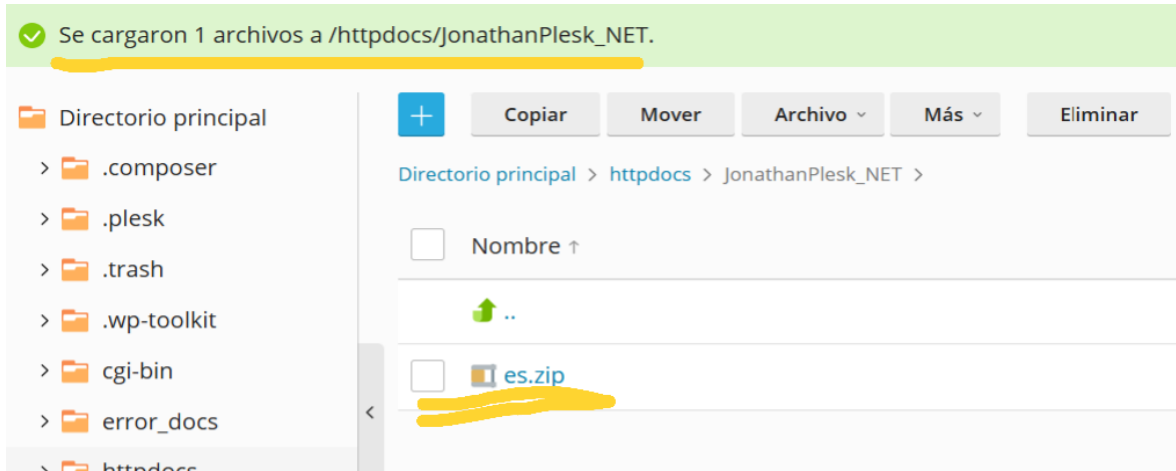 Se cargaron 1 archivos a /httpdocs/JonathanPlesk_NET.
Directorio principal
.composer
.plesk
.trash
.wp-toolkit
cgi-bin
error_docs
httpdocs
Copiar Mover Archivo Más Eliminar
Directorio principal > httpdocs > JonathanPlesk_NET >
Nombre ↑
..
es.zip